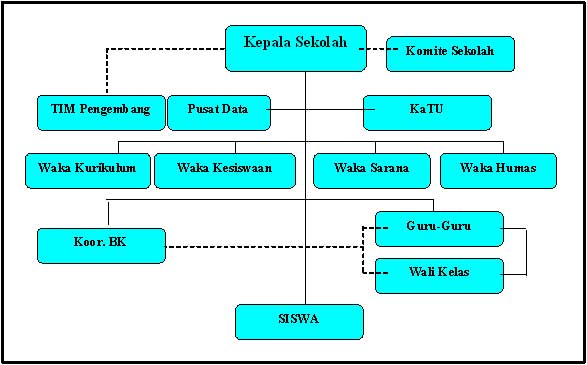 Kepala Sekolah
Komite Sekolah
TIM Pengembang
Pusat Data
KaTU
Waka Kurikulum
Waka Kesiswaan
Waka Sarana
Waka Humas
Guru-Guru
Koor. BK
Wali Kelas
SISWA